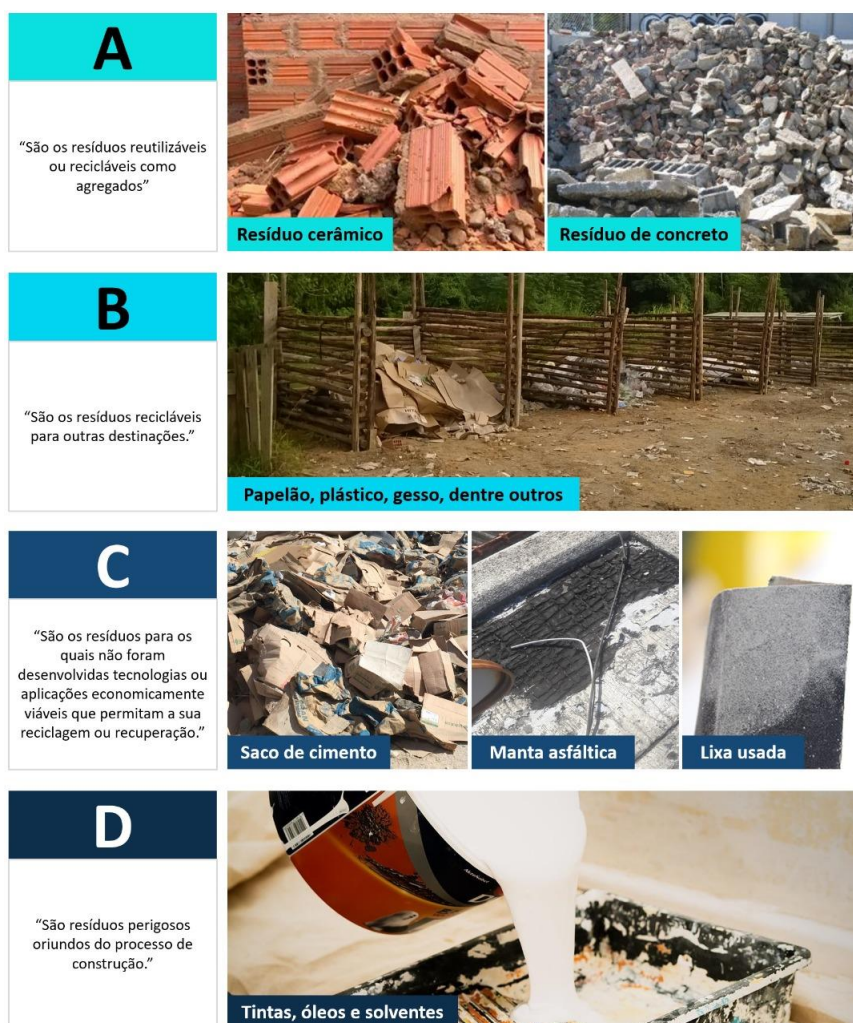 A
“São os resíduos reutilizáveis
ou recicláveis como
agregados”
Resíduo cerâmico
Resíduo de concreto
B
“São os resíduos recicláveis
para outras destinações.”
Papelão, plástico, gesso, dentre outros
C
“São os resíduos para os
quais não foram
desenvolvidas tecnologias ou
aplicações economicamente
viáveis que permitam a sua
reciclagem ou recuperação.”
Saco de cimento
Manta asfáltica
Lixa usada
D
“São resíduos perigosos
oriundos do processo de
construção.”
Tintas, óleos e solventes